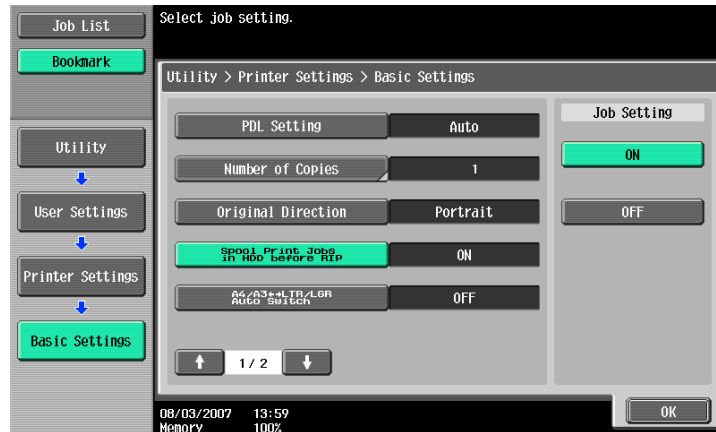 Job List
Bookmark
Select job setting.
Utility > Printer Settings > Basic Settings
Utility
User Settings
Printer Settings
Basic Settings
PDL Setting
Auto
Number of Copies
1
Original Direction
Portrait
Spool Print Jobs
in HDD before RIP
ON
A4/A3↔LTR/LGR
Auto Switch
OFF
↑ 1/ 2 ↓
Job Setting
ON
OFF
08/03/2007 13:59
Memory 100%
OK